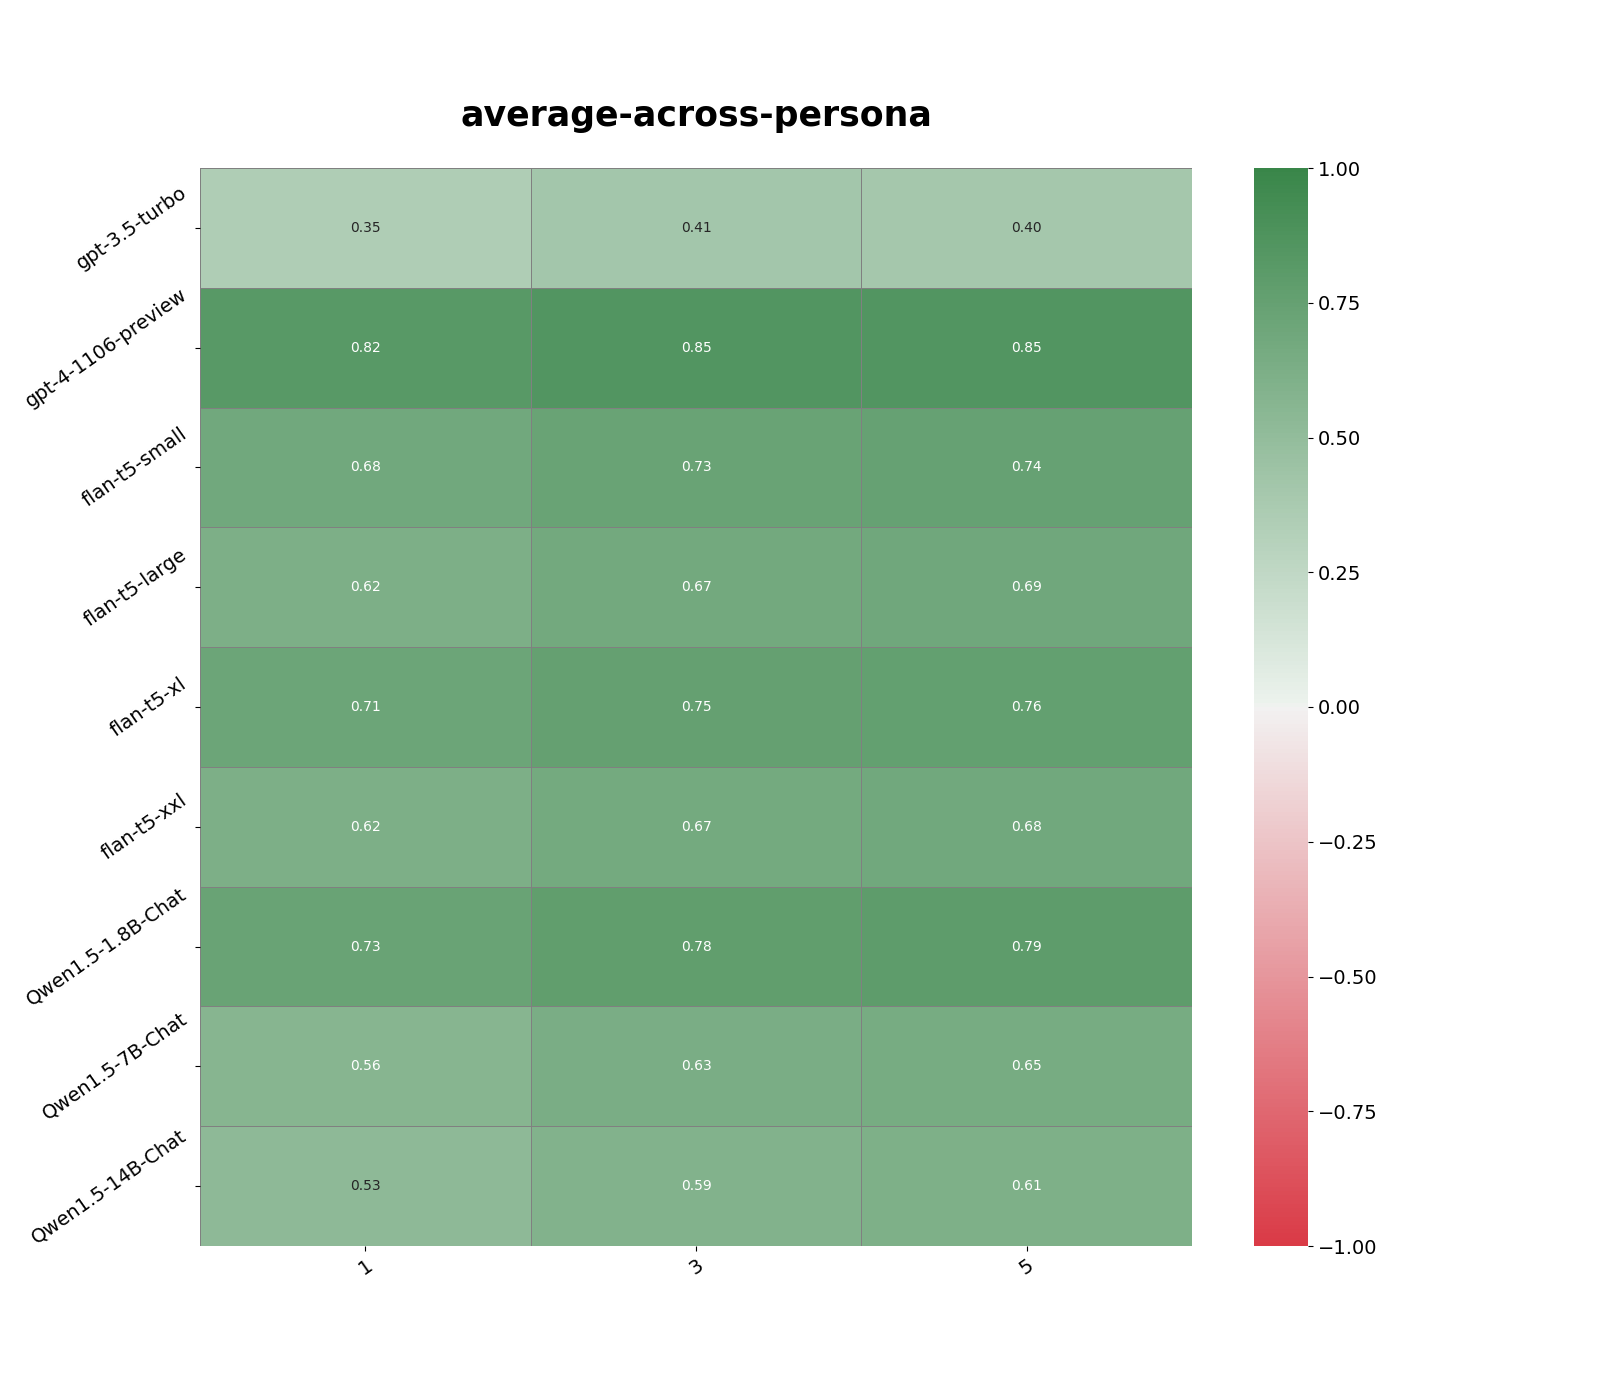 average-across-persona
gpt-3.5-turbo 0.35 0.41 0.40
gpt-4-1106-preview 0.82 0.85 0.85
flan-t5-small 0.68 0.73 0.74
flan-t5-large 0.62 0.67 0.69
flan-t5-xl 0.71 0.75 0.76
flan-t5-xxl 0.62 0.67 0.68
Qwen1.5-1.8B-Chat 0.73 0.78 0.79
Qwen1.5-7B-Chat 0.56 0.63 0.65
Qwen1.5-14B-Chat 0.53 0.59 0.61
1 3 5
1.00
0.75
0.50
0.25
0.00
−0.25
−0.50
−0.75
−1.00